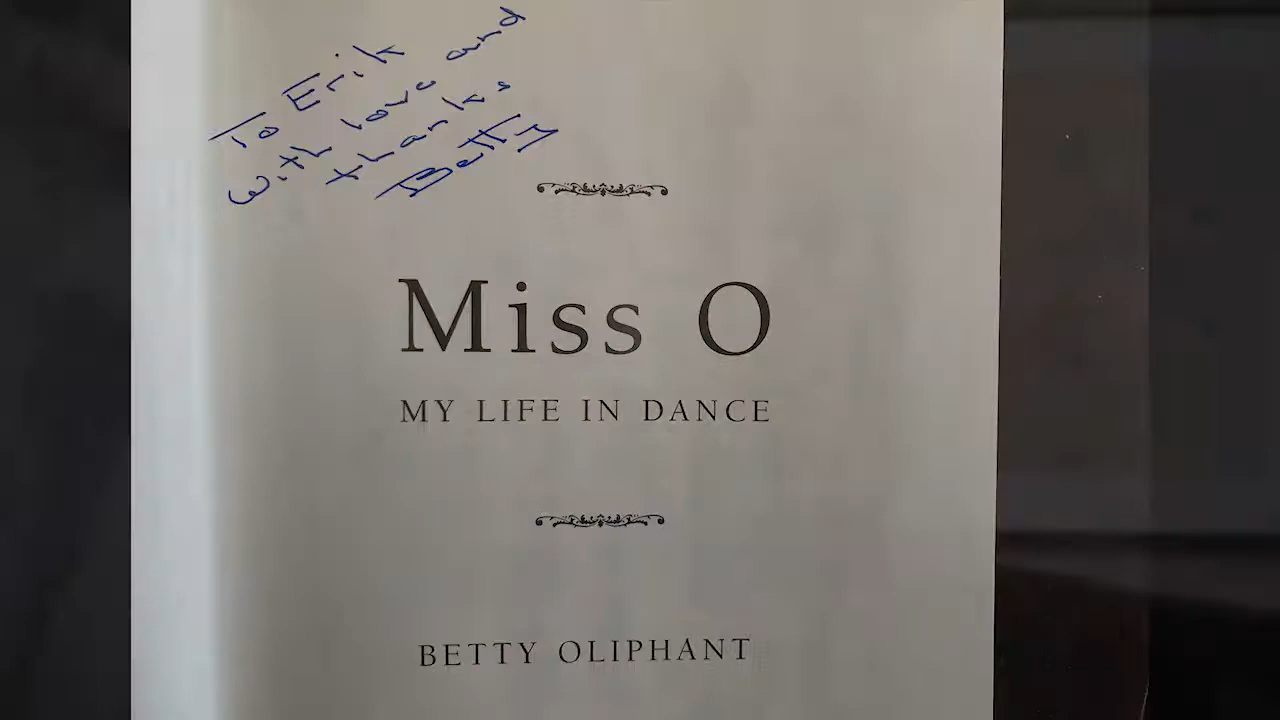 To Erik
with love and
thanks
Betty
Miss O
MY LIFE IN DANCE
BETTY OLIPHANT